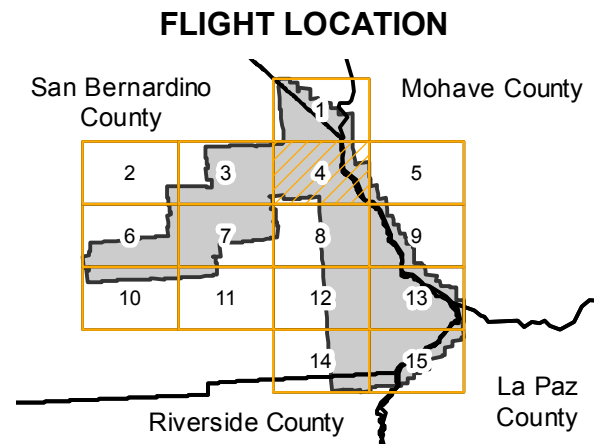 FLIGHT LOCATION
San Bernardino
County
Mohave County
1
2
3
4
5
6
7
8
9
10
11
12
13
14
15
La Paz
County
Riverside County